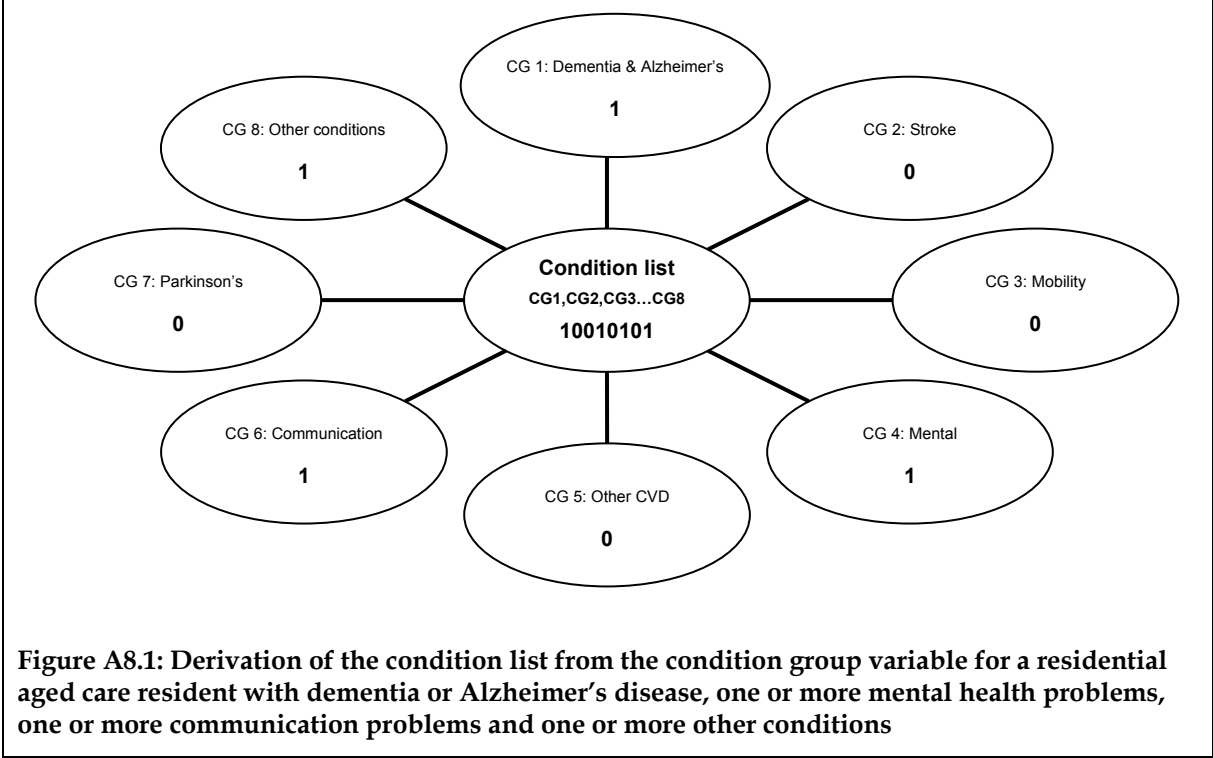 CG 1: Dementia & Alzheimer's
1
CG 8: Other conditions
1
CG 2: Stroke
0
CG 7: Parkinson's
0
Condition list
CG1,CG2,CG3...CG8
10010101
CG 3: Mobility
0
CG 6: Communication
1
CG 4: Mental
1
CG 5: Other CVD
0
Figure A8.1: Derivation of the condition list from the condition group variable for a residential
aged care resident with dementia or Alzheimer's disease, one or more mental health problems,
one or more communication problems and one or more other conditions